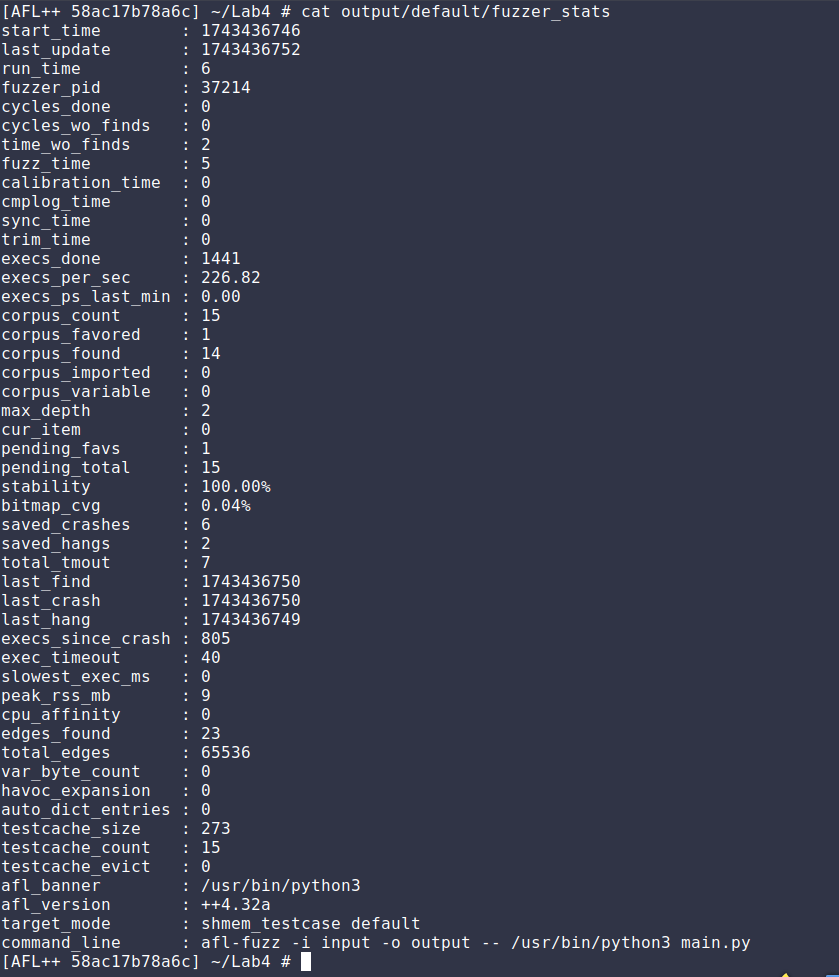 [AFL++ 58ac17b78a6c] ~/Lab4 # cat output/default/fuzzer_stats
start_time        : 1743436746
last_update       : 1743436752
run_time          : 6
fuzzer_pid        : 37214
cycles_done       : 0
cycles_wo_finds   : 0
time_wo_finds     : 2
fuzz_time         : 5
calibration_time  : 0
cmplog_time       : 0
sync_time         : 0
trim_time         : 0
execs_done        : 1441
execs_per_sec     : 226.82
execs_ps_last_min : 0.00
corpus_count      : 15
corpus_favored    : 1
corpus_found      : 14
corpus_imported   : 0
corpus_variable   : 0
max_depth         : 2
cur_item          : 0
pending_favs      : 1
pending_total     : 15
stability         : 100.00%
bitmap_cvg        : 0.04%
saved_crashes     : 6
saved_hangs       : 2
total_tmout       : 7
last_find         : 1743436750
last_crash        : 1743436750
last_hang         : 1743436749
execs_since_crash : 805
exec_timeout      : 40
slowest_exec_ms   : 0
peak_rss_mb       : 9
cpu_affinity      : 0
edges_found       : 23
total_edges       : 65536
var_byte_count    : 0
havoc_expansion   : 0
auto_dict_entries : 0
testcache_size    : 273
testcache_count   : 15
testcache_evict   : 0
afl_banner        : /usr/bin/python3
afl_version       : ++4.32a
target_mode       : shmem_testcase default
command_line      : afl-fuzz -i input -o output -- /usr/bin/python3 main.py
[AFL++ 58ac17b78a6c] ~/Lab4 #